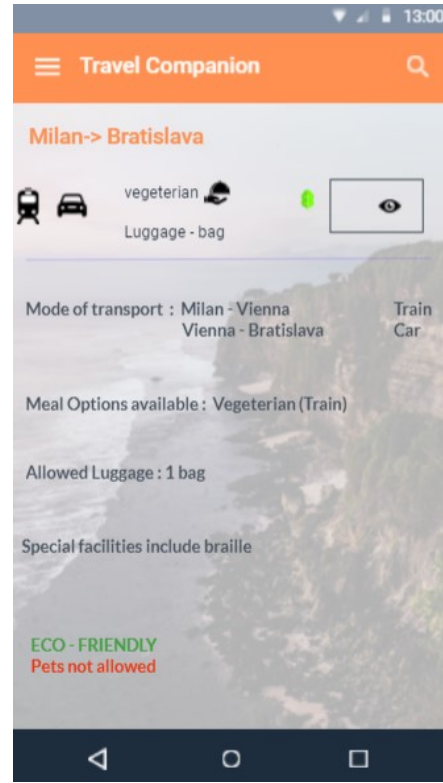 13:00
Travel Companion
Milan-> Bratislava
vegeterian
Luggage - bag
Mode of transport : Milan - Vienna Train
Vienna - Bratislava Car
Meal Options available : Vegeterian (Train)
Allowed Luggage : 1 bag
Special facilities include braille
ECO - FRIENDLY
Pets not allowed